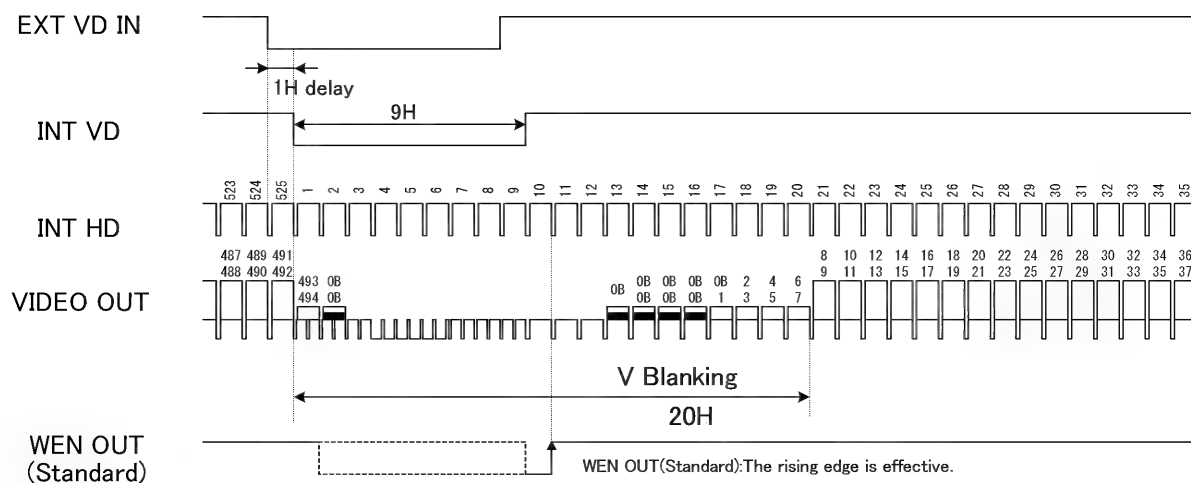 EXT VD IN
1H delay
9H
INT VD
523 524 525 1 2 3 4 5 6 7 8 9 10 11 12 13 14 15 16 17 18 19 20 21 22 23 24 25 26 27 28 29 30 31 32 33 34 35
INT HD
487 489 491 493 0B 0B 0B 0B 0B 0B 2 4 6 8 10 12 14 16 18 20 22 24 26 28 30 32 34 36
488 490 492 494 0B 0B 0B 0B 1 3 5 7 9 11 13 15 17 19 21 23 25 27 29 31 33 35 37
VIDEO OUT
V Blanking
20H
WEN OUT
(Standard)
WEN OUT(Standard):The rising edge is effective.